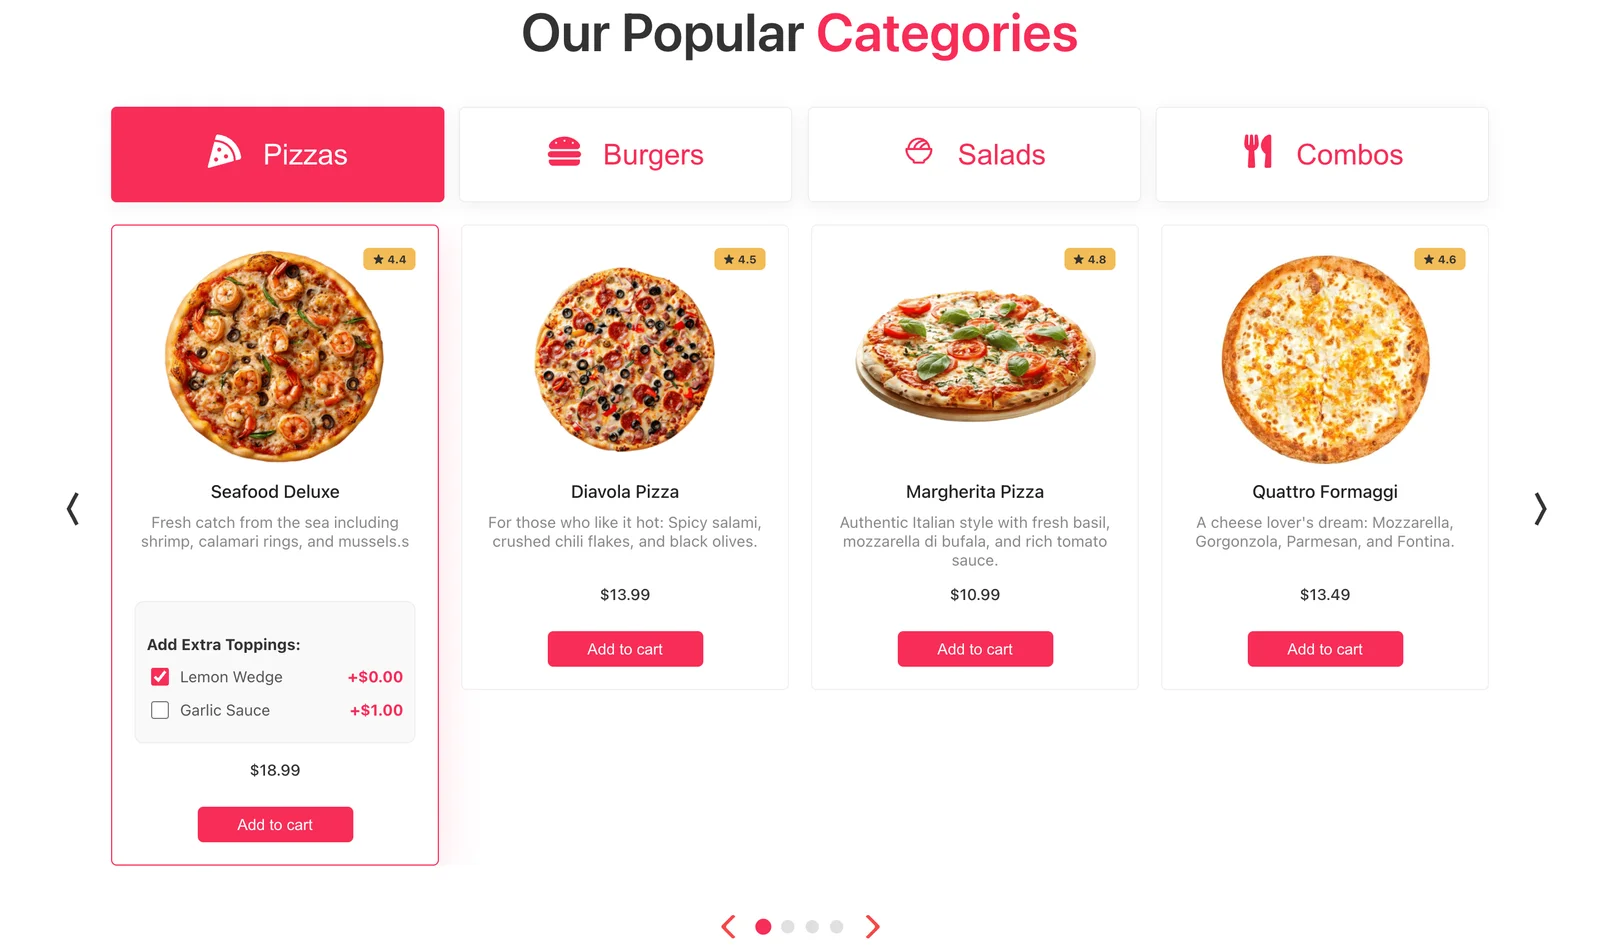 Our Popular Categories
Pizzas
Burgers
Salads
Combos
4.4
Seafood Deluxe
Fresh catch from the sea including
shrimp, calamari rings, and mussels.s
Add Extra Toppings:
Lemon Wedge +$0.00
Garlic Sauce +$1.00
$18.99
Add to cart
4.5
Diavola Pizza
For those who like it hot: Spicy salami,
crushed chili flakes, and black olives.
$13.99
Add to cart
4.8
Margherita Pizza
Authentic Italian style with fresh basil,
mozzarella di bufala, and rich tomato
sauce.
$10.99
Add to cart
4.6
Quattro Formaggi
A cheese lover's dream: Mozzarella,
Gorgonzola, Parmesan, and Fontina.
$13.49
Add to cart